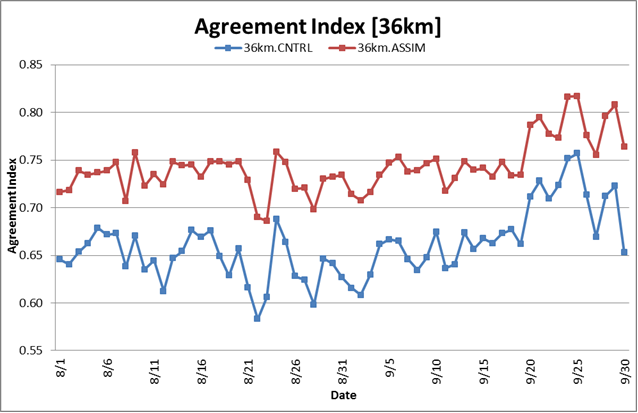 Agreement Index [36km]
36km.CNTRL 36km.ASSIM
0.85
0.80
0.75
0.70
0.65
0.60
0.55
Agreement Index
8/1 8/6 8/11 8/16 8/21 8/26 8/31 9/5 9/10 9/15 9/20 9/25 9/30
Date